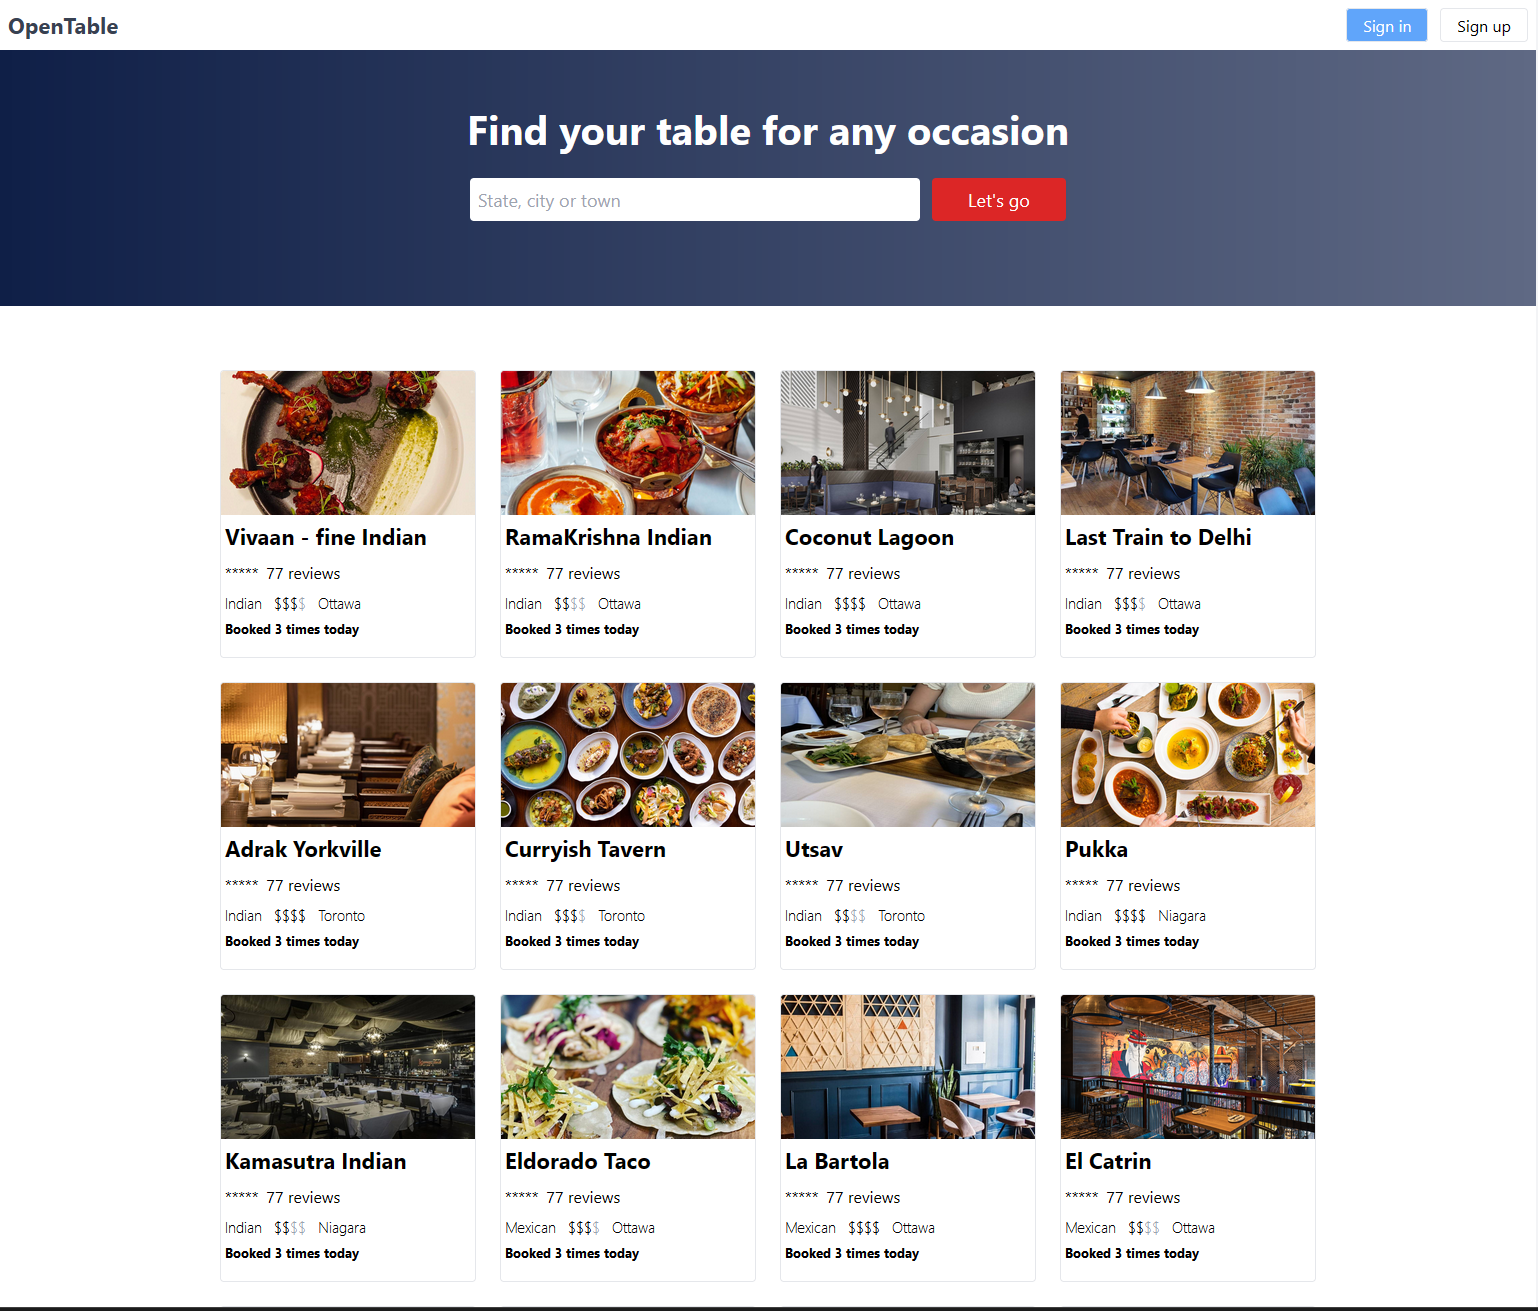 OpenTable
Sign in
Sign up
Find your table for any occasion
State, city or town
Let's go
Vivaan - fine Indian
***** 77 reviews
Indian $$$$ Ottawa
Booked 3 times today
RamaKrishna Indian
***** 77 reviews
Indian $$$$ Ottawa
Booked 3 times today
Coconut Lagoon
***** 77 reviews
Indian $$$$ Ottawa
Booked 3 times today
Last Train to Delhi
***** 77 reviews
Indian $$$$ Ottawa
Booked 3 times today
Adrak Yorkville
***** 77 reviews
Indian $$$$ Toronto
Booked 3 times today
Curryish Tavern
***** 77 reviews
Indian $$$$ Toronto
Booked 3 times today
Utsav
***** 77 reviews
Indian $$$$ Toronto
Booked 3 times today
Pukka
***** 77 reviews
Indian $$$$ Niagara
Booked 3 times today
Kamasutra Indian
***** 77 reviews
Indian $$$$ Niagara
Booked 3 times today
Eldorado Taco
***** 77 reviews
Mexican $$$$ Ottawa
Booked 3 times today
La Bartola
***** 77 reviews
Mexican $$$$ Ottawa
Booked 3 times today
El Catrin
***** 77 reviews
Mexican $$$$ Ottawa
Booked 3 times today